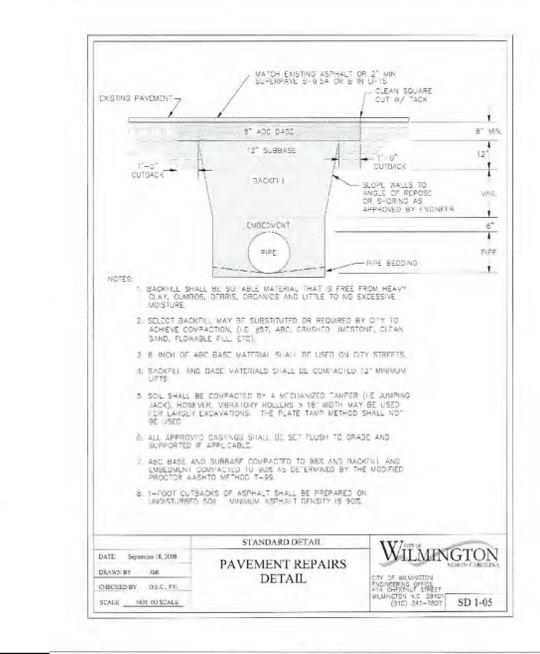 MATCH EXISTING ASPHALT OR 2" MIN
SUPERPAVE S-9.5A OR B IN LIFTS
CLEAN SQUARE
CUT W/ TACK
EXISTING PAVEMENT
8" ABC BASE
8" MIN.
12" SUBBASE
12"
1'-0"
CUTBACK
1'-0"
CUTBACK
BACKFILL
SLOPE WALLS TO
ANGLE OF REPOSE
OR SHORING AS
APPROVED BY ENGINEER
VARI.
EMBEDMENT
6"
PIPE
PIPE
PIPE BEDDING
NOTES:
1. BACKFILL SHALL BE SUITABLE MATERIAL THAT IS FREE FROM HEAVY
CLAY, GUMBOS, DEBRIS, ORGANICS AND LITTLE TO NO EXCESSIVE
MOISTURE.
2. SELECT BACKFILL MAY BE SUBSTITUTED OR REQUIRED BY CITY TO
ACHIEVE COMPACTION, (I.E. #57, ABC, CRUSHED LIMESTONE, CLEAN
SAND, FLOWABLE FILL, ETC).
3. 8-INCH OF ABC BASE MATERIAL SHALL BE USED ON CITY STREETS.
4. BACKFILL AND BASE MATERIALS SHALL BE COMPACTED 12" MINIMUM
LIFTS.
5. SOIL SHALL BE COMPACTED BY A MECHANIZED TAMPER (I.E JUMPING
JACK), HOWEVER, VIBRATORY ROLLERS > 18" WIDTH MAY BE USED
FOR LARGER EXCAVATIONS. THE PLATE TAMP METHOD SHALL NOT
BE USED
6. ALL APPROVED CASTINGS SHALL BE SET FLUSH TO GRADE AND
SUPPORTED IF APPLICABLE.
7. ABC BASE AND SUBBASE COMPACTED TO 98% AND BACKFILL AND
EMBEDMENT COMPACTED TO 90% AS DETERMINED BY THE MODIFIED
PROCTOR AASHTO METHOD T-99.
8. 1-FOOT CUTBACKS OF ASPHALT SHALL BE PREPARED ON
UNDISTURBED SOIL. MINIMUM ASPHALT DENSITY IS 90%.
STANDARD DETAIL
PAVEMENT REPAIRS
DETAIL
DATE: September 18, 2008
DRAWN BY JSR
CHECKED BY D.E.C., P.E.
SCALE NOT TO SCALE
CITY OF
WILMINGTON
NORTH CAROLINA
CITY OF WILMINGTON
ENGINEERING OFFICE
414 CHESTNUT STREET
WILMINGTON N.C. 28401
(910) 341-7807
SD 1-05